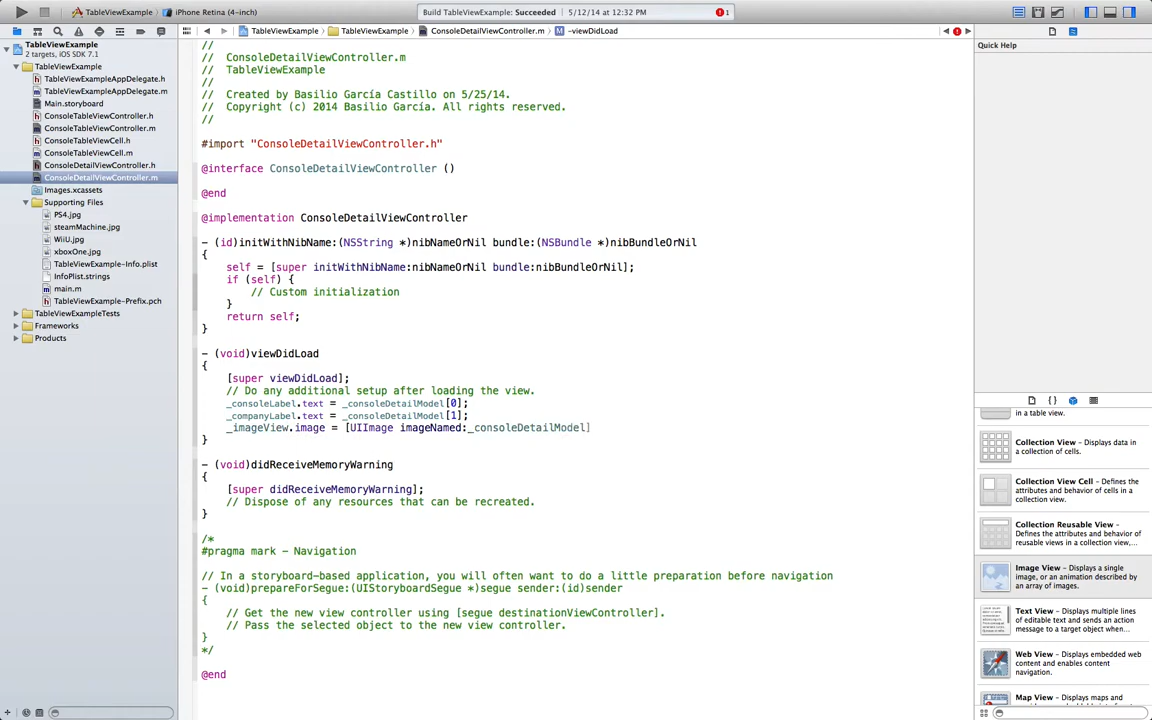 TableViewExample
iPhone Retina (4-inch)
Build TableViewExample: Succeeded
5/12/14 at 12:32 PM
1
TableViewExample
TableViewExample
ConsoleDetailViewController.m
-viewDidLoad
TableViewExample
2 targets, iOS SDK 7.1
TableViewExample
TableViewExampleAppDelegate.h
TableViewExampleAppDelegate.m
Main.storyboard
ConsoleTableViewController.h
ConsoleTableViewController.m
ConsoleTableViewCell.h
ConsoleTableViewCell.m
ConsoleDetailViewController.h
ConsoleDetailViewController.m
Images.xcassets
Supporting Files
PS4.jpg
steamMachine.jpg
WiiU.jpg
xboxOne.jpg
TableViewExample-Info.plist
InfoPlist.strings
main.m
TableViewExample-Prefix.pch
TableViewExampleTests
Frameworks
Products
//
//  ConsoleDetailViewController.m
//  TableViewExample
//
//  Created by Basilio García Castillo on 5/25/14.
//  Copyright (c) 2014 Basilio García. All rights reserved.
//
#import "ConsoleDetailViewController.h"
@interface ConsoleDetailViewController ()
@end
@implementation ConsoleDetailViewController
- (id)initWithNibName:(NSString *)nibNameOrNil bundle:(NSBundle *)nibBundleOrNil
{
self = [super initWithNibName:nibNameOrNil bundle:nibBundleOrNil];
if (self) {
// Custom initialization
}
return self;
}
- (void)viewDidLoad
{
[super viewDidLoad];
// Do any additional setup after loading the view.
_consoleLabel.text = _consoleDetailModel[0];
_companyLabel.text = _consoleDetailModel[1];
_imageView.image = [UIImage imageNamed:_consoleDetailModel]
}
- (void)didReceiveMemoryWarning
{
[super didReceiveMemoryWarning];
// Dispose of any resources that can be recreated.
}
/*
#pragma mark - Navigation
// In a storyboard-based application, you will often want to do a little preparation before navigation
- (void)prepareForSegue:(UIStoryboardSegue *)segue sender:(id)sender
{
// Get the new view controller using [segue destinationViewController].
// Pass the selected object to the new view controller.
}
*/
@end
Quick Help
in a table view.
Collection View - Displays data
in a collection of cells.
Collection View Cell - Defines the
attributes and behavior of cells in a
collection view.
Collection Reusable View -
Defines the attributes and behavior of
reusable views in a collection view,...
Image View - Displays a single
image, or an animation described by
an array of images.
Text View - Displays multiple lines
of editable text and sends an action
message to a target object when...
Web View - Displays embedded web
content and enables content
navigation.
Map View - Displays maps and